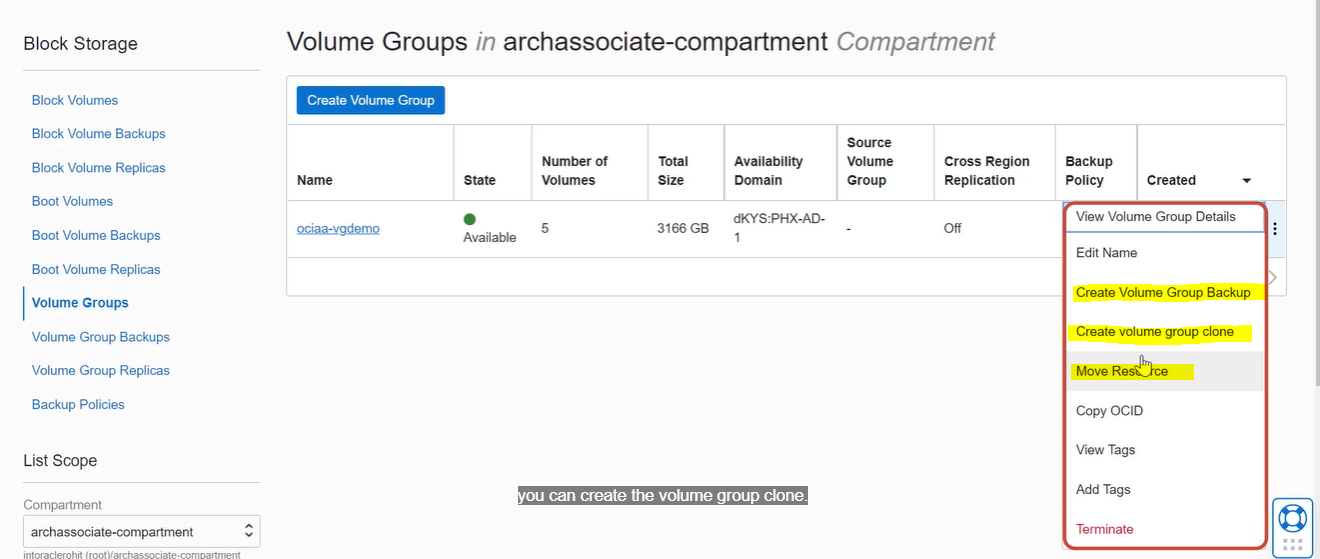 Block Storage
Block Volumes
Block Volume Backups
Block Volume Replicas
Boot Volumes
Boot Volume Backups
Boot Volume Replicas
Volume Groups
Volume Group Backups
Volume Group Replicas
Backup Policies
List Scope
Compartment
archassociate-compartment
intoraclerohit (root)/archassociate-compartment
Volume Groups in archassociate-compartment Compartment
Create Volume Group
Name
State
Number of
Volumes
Total
Size
Availability
Domain
Source
Volume
Group
Cross Region
Replication
Backup
Policy
Created
ociaa-vgdemo
Available
5
3166 GB
dKYS:PHX-AD-
1
-
Off
View Volume Group Details
Edit Name
Create Volume Group Backup
Create volume group clone
Move Resource
Copy OCID
View Tags
Add Tags
Terminate
you can create the volume group clone.